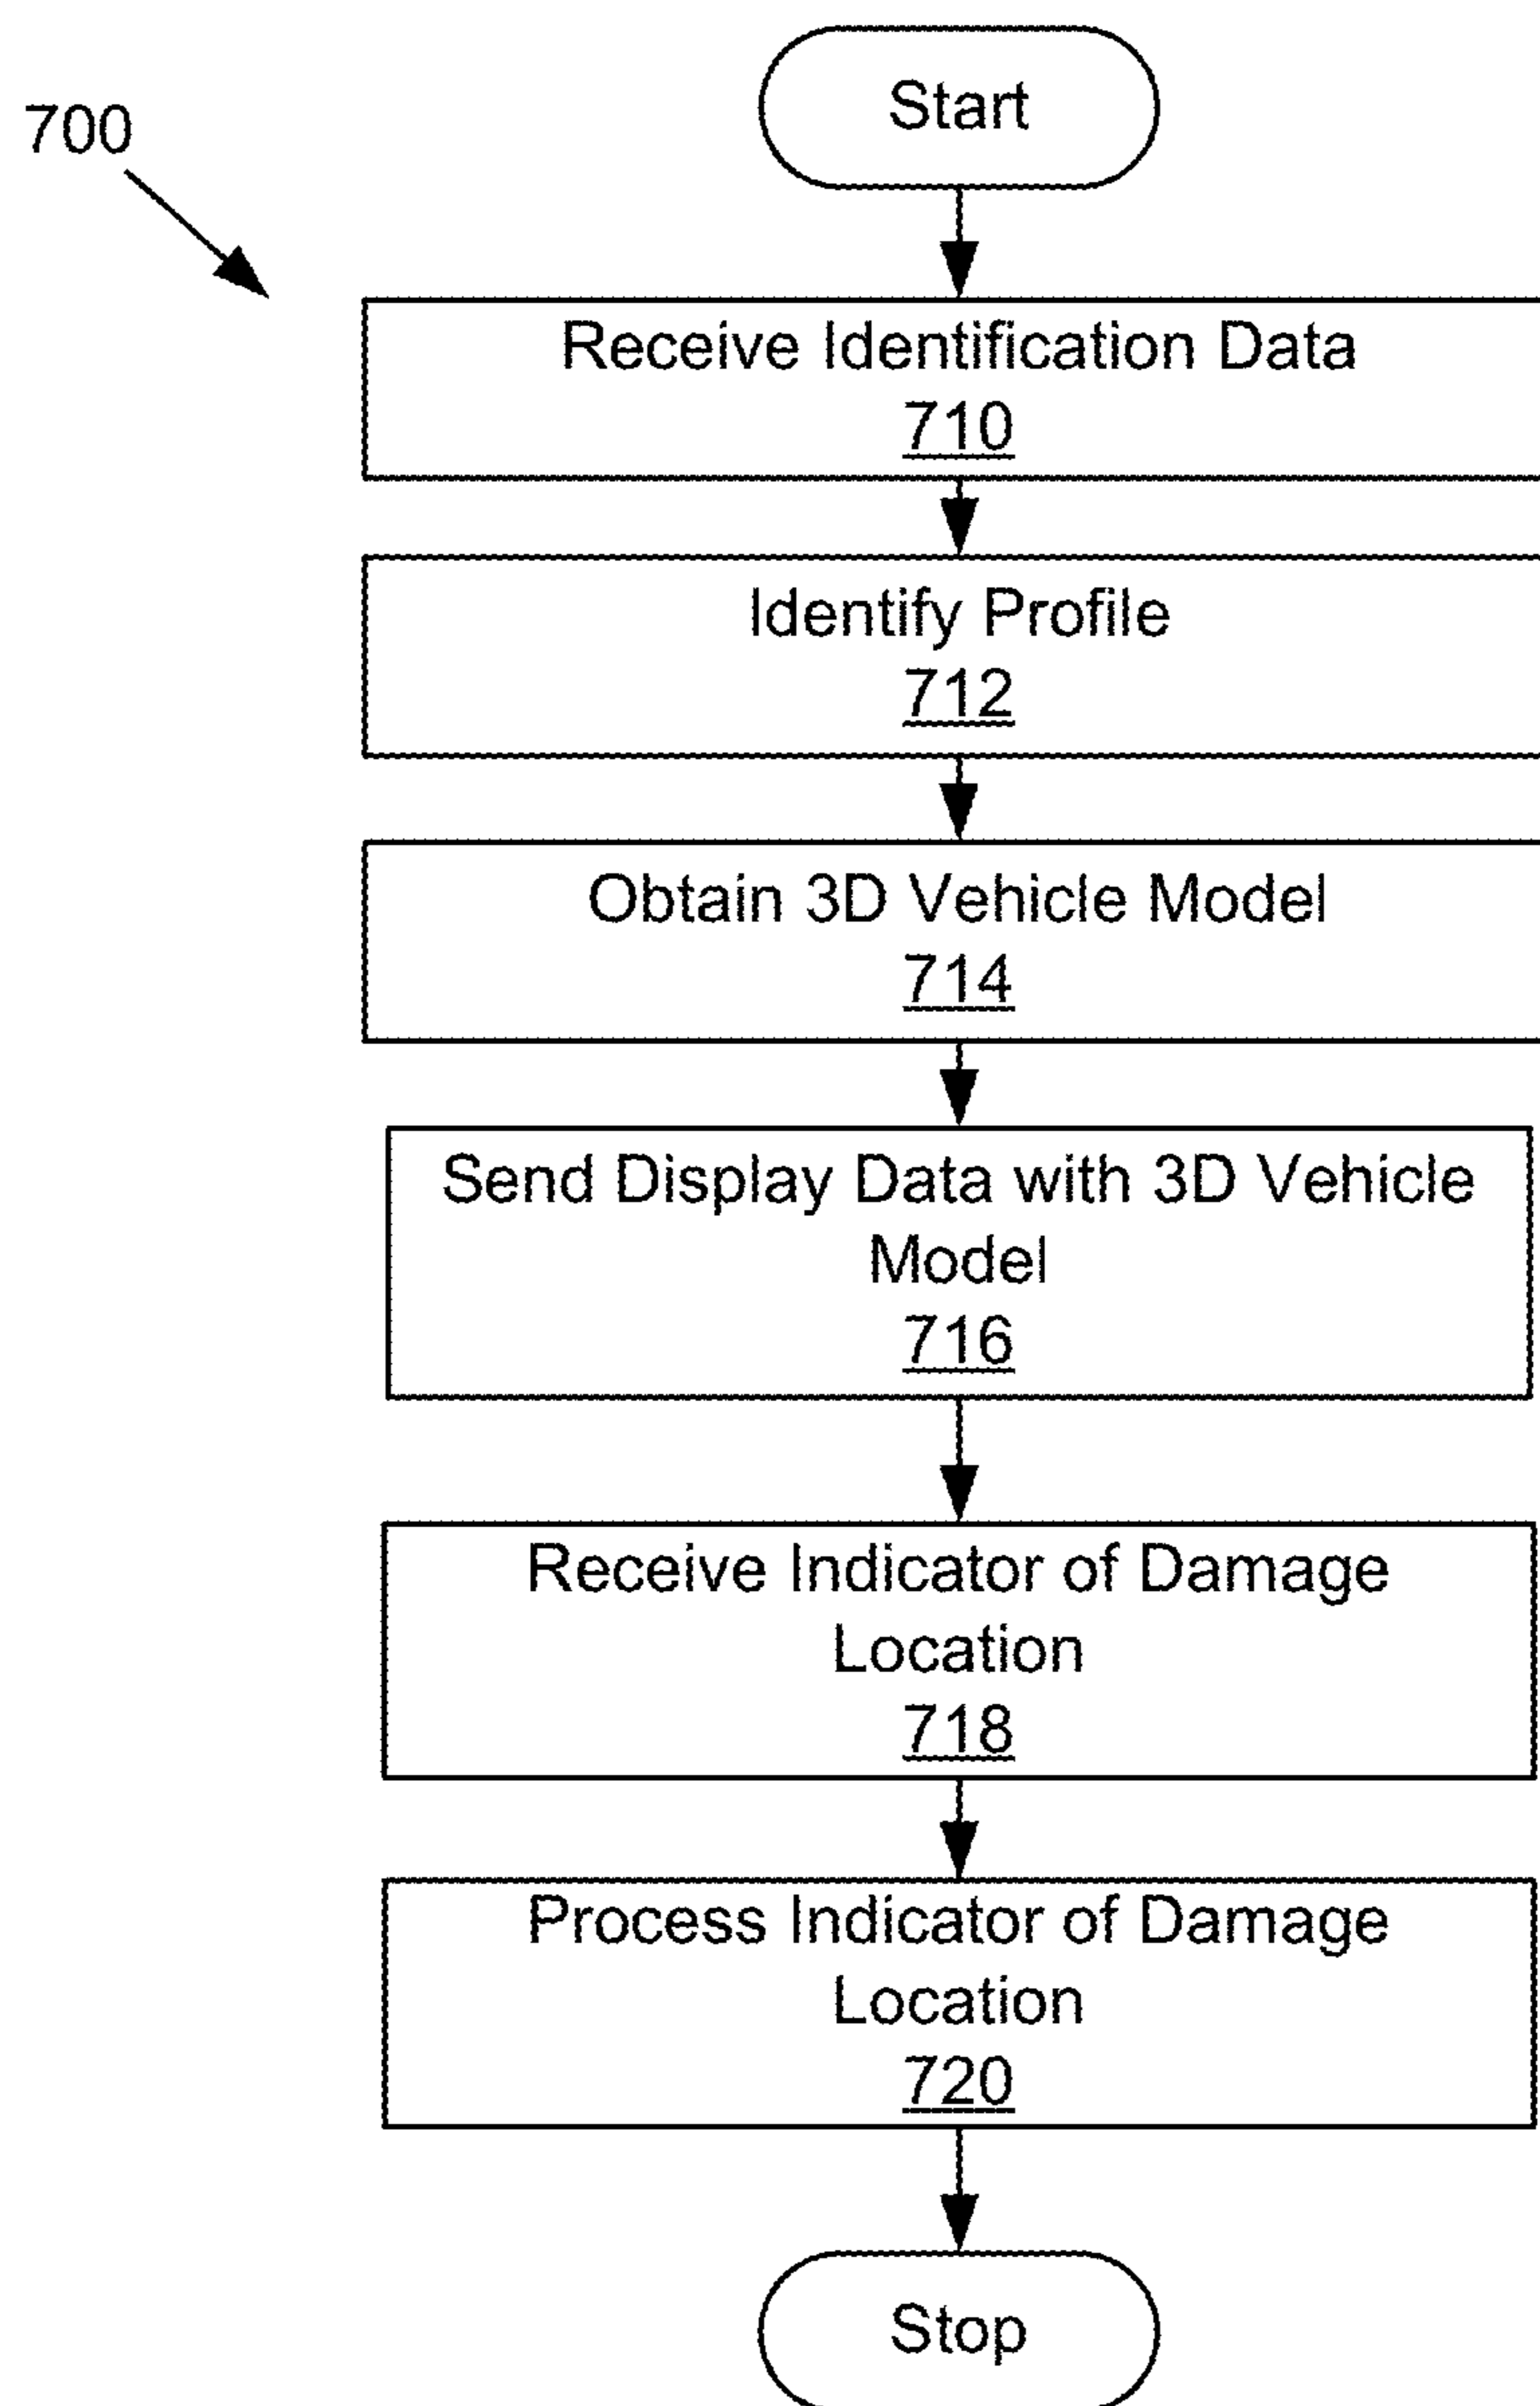 700
Start
Receive Identification Data
710
Identify Profile
712
Obtain 3D Vehicle Model
714
Send Display Data with 3D Vehicle
Model
716
Receive Indicator of Damage
Location
718
Process Indicator of Damage
Location
720
Stop